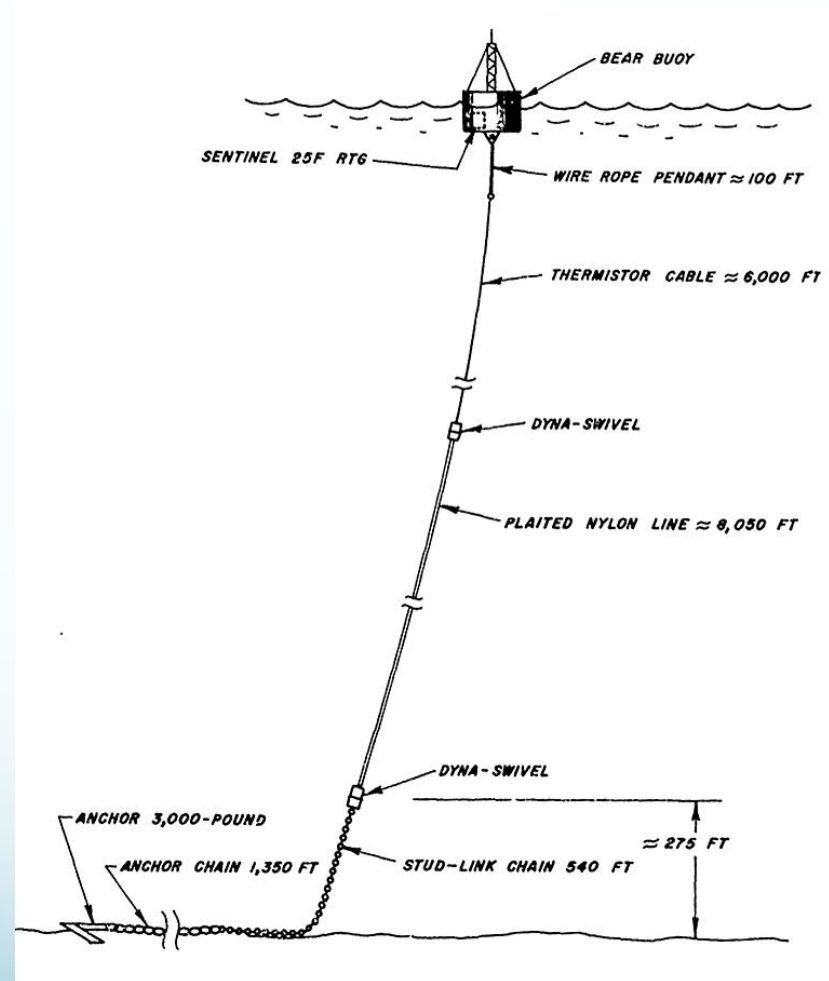 BEAR BUOY
SENTINEL 25F RTG
WIRE ROPE PENDANT ≈ 100 FT
THERMISTOR CABLE ≈ 6,000 FT
DYNA-SWIVEL
PLAITED NYLON LINE ≈ 8,050 FT
DYNA-SWIVEL
ANCHOR 3,000-POUND
≈ 275 FT
ANCHOR CHAIN 1,350 FT
STUD-LINK CHAIN 540 FT